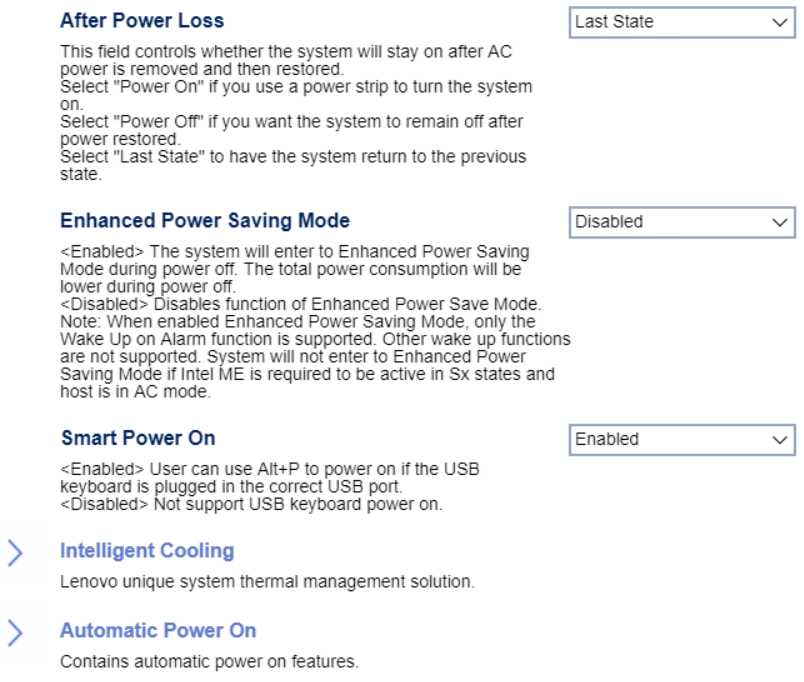 After Power Loss
Last State
This field controls whether the system will stay on after AC
power is removed and then restored.
Select "Power On" if you use a power strip to turn the system
on.
Select "Power Off" if you want the system to remain off after
power restored.
Select "Last State" to have the system return to the previous
state.
Enhanced Power Saving Mode
Disabled
<Enabled> The system will enter to Enhanced Power Saving
Mode during power off. The total power consumption will be
lower during power off.
<Disabled> Disables function of Enhanced Power Save Mode.
Note: When enabled Enhanced Power Saving Mode, only the
Wake Up on Alarm function is supported. Other wake up functions
are not supported. System will not enter to Enhanced Power
Saving Mode if Intel ME is required to be active in Sx states and
host is in AC mode.
Smart Power On
Enabled
<Enabled> User can use Alt+P to power on if the USB
keyboard is plugged in the correct USB port.
<Disabled> Not support USB keyboard power on.
Intelligent Cooling
Lenovo unique system thermal management solution.
Automatic Power On
Contains automatic power on features.